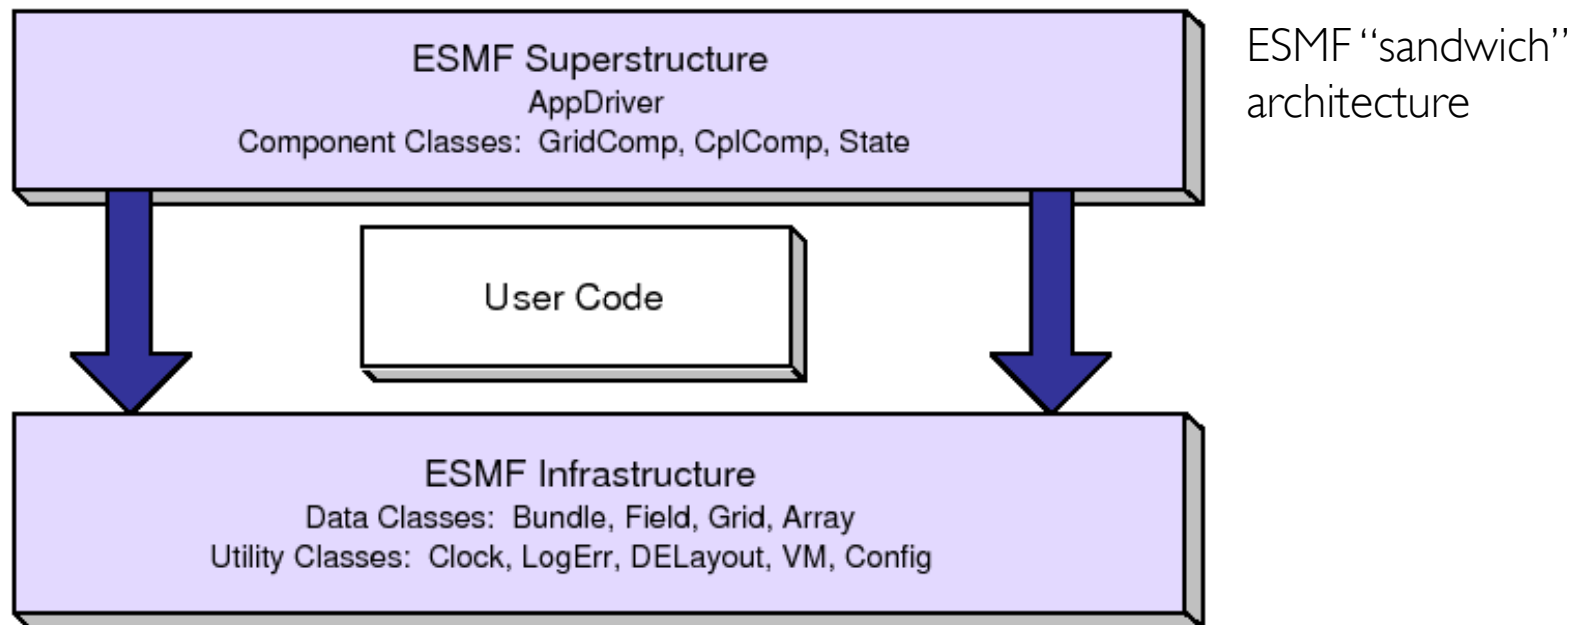 ESMF Superstructure
AppDriver
Component Classes: GridComp, CplComp, State
ESMF “sandwich”
architecture
User Code
ESMF Infrastructure
Data Classes: Bundle, Field, Grid, Array
Utility Classes: Clock, LogErr, DELayout, VM, Config